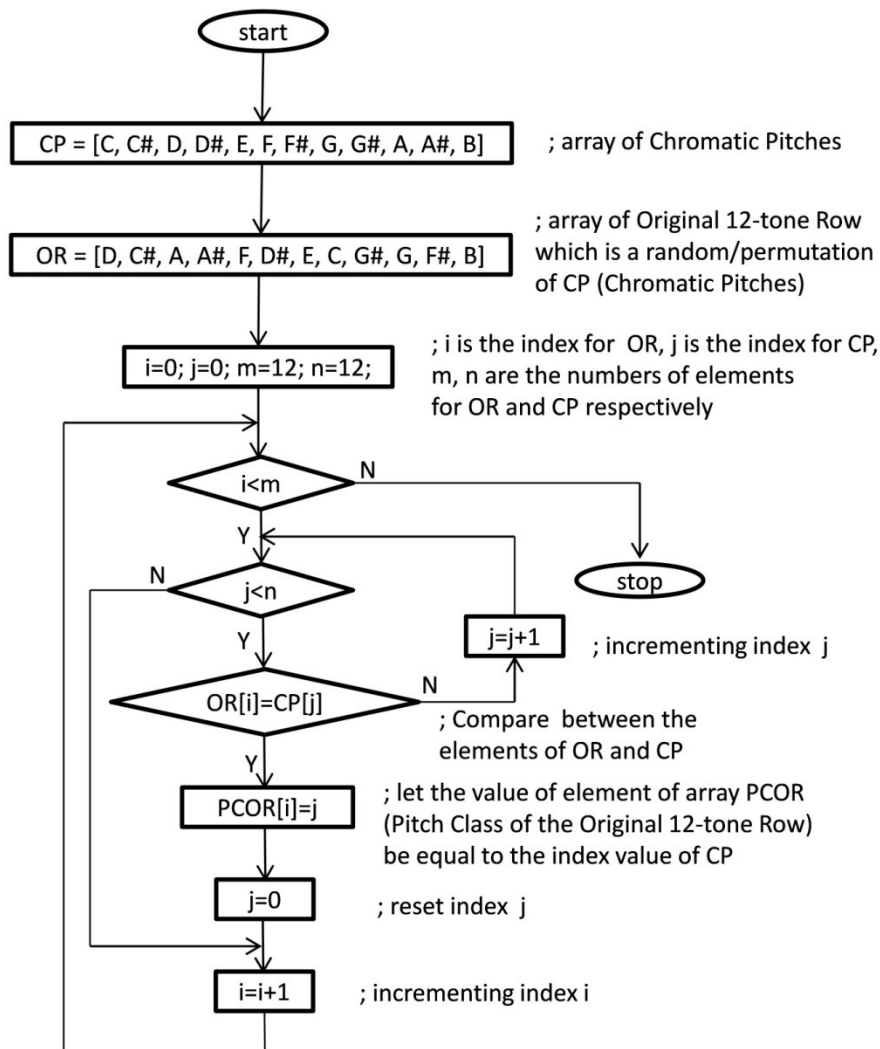 start
CP = [C, C#, D, D#, E, F, F#, G, G#, A, A#, B]
; array of Chromatic Pitches
; array of Original 12-tone Row
which is a random/permutation
of CP (Chromatic Pitches)
OR = [D, C#, A, A#, F, D#, E, C, G#, G, F#, B]
i=0; j=0; m=12; n=12;
; i is the index for OR, j is the index for CP,
m, n are the numbers of elements
for OR and CP respectively
i<m
N
Y
stop
j<n
N
Y
j=j+1
; incrementing index j
OR[i]=CP[j]
N
; Compare between the
elements of OR and CP
Y
PCOR[i]=j
; let the value of element of array PCOR
(Pitch Class of the Original 12-tone Row)
be equal to the index value of CP
j=0
; reset index j
i=i+1
; incrementing index i